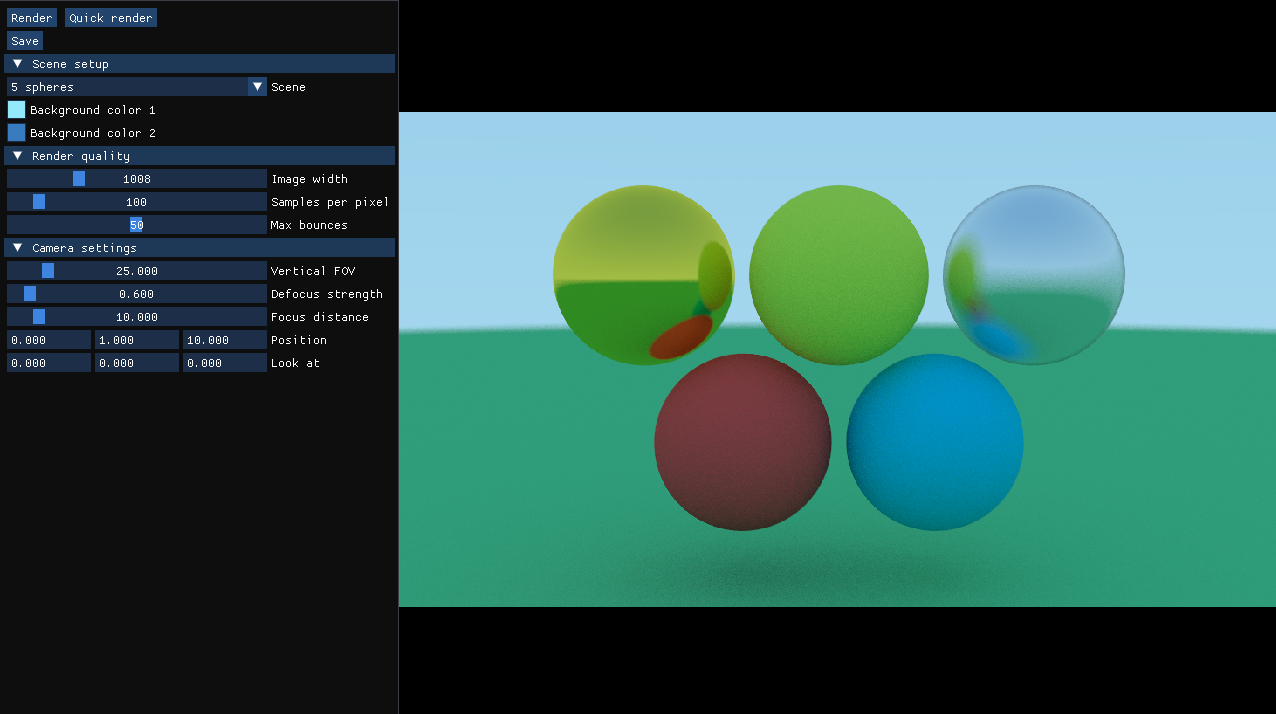 Render Quick render
Save
Scene setup
5 spheres Scene
Background color 1
Background color 2
Render quality
1008 Image width
100 Samples per pixel
50 Max bounces
Camera settings
25.000 Vertical FOV
0.600 Defocus strength
10.000 Focus distance
0.000 1.000 10.000 Position
0.000 0.000 0.000 Look at